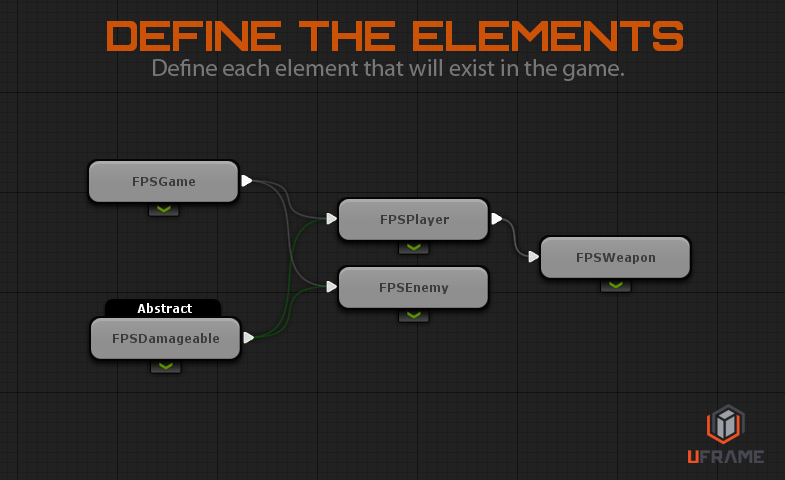 DEFINE THE ELEMENTS
Define each element that will exist in the game.
FPSGame
FPSPlayer
FPSWeapon
FPSEnemy
Abstract
FPSDamageable
UFRAME